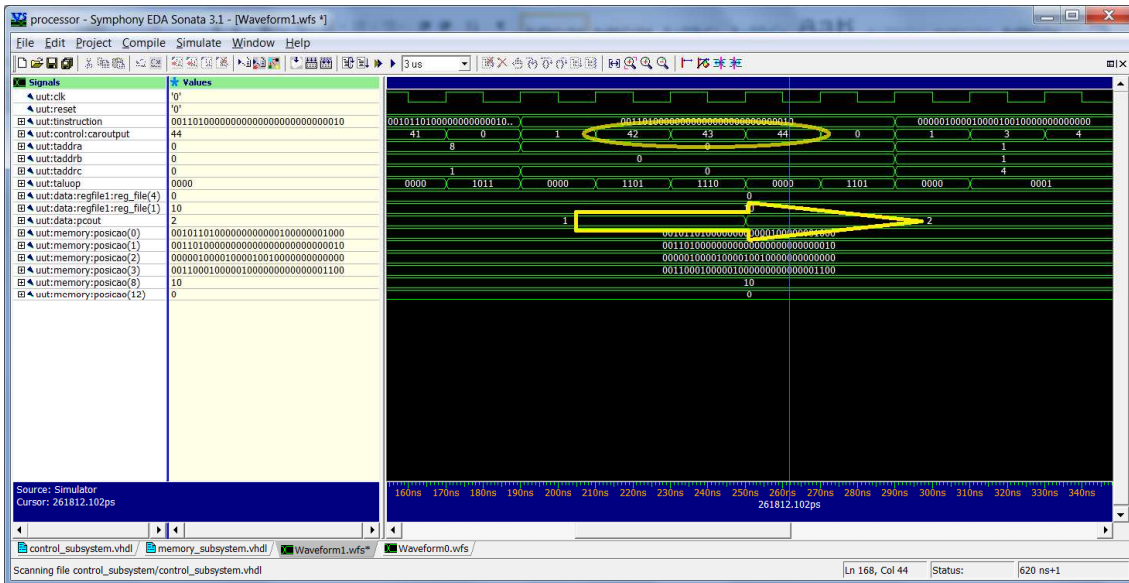 processor - Symphony EDA Sonata 3.1 - [Waveform1.wfs *]
File Edit Project Compile Simulate Window Help
3 us
Signals Values
uut:clk '0'
uut:reset '0'
uut:tinstruction 00110100000000000000000000000010 0010110100000000000010.. 00110100000000000000000000000010 00000100001000010010000000000000
uut:control:caroutput 44 41 0 1 42 43 44 0 1 3 4
uut:taddra 0 8 0 1
uut:taddrb 0 0 1
uut:taddrc 0 1 0 4
uut:taluop 0000 0000 1011 0000 1101 1110 0000 1101 0000 0001
uut:data:regfile1:reg_file(4) 0 0
uut:data:regfile1:reg_file(1) 10
uut:data:pcout 2 1 2
uut:memory:posicao(0) 00101101000000000000100000001000
uut:memory:posicao(1) 00110100000000000000000000000010 00110100000000000000000000000010
uut:memory:posicao(2) 00000100001000010010000000000000 00000100001000010010000000000000
uut:memory:posicao(3) 00110001000001000000000000001100 00110001000001000000000000001100
uut:memory:posicao(8) 10 10
uut:memory:posicao(12) 0 0
Source: Simulator
Cursor: 261812.102ps
160ns 170ns 180ns 190ns 200ns 210ns 220ns 230ns 240ns 250ns 260ns 270ns 280ns 290ns 300ns 310ns 320ns 330ns 340ns
261812.102ps
control_subsystem.vhdl memory_subsystem.vhdl Waveform1.wfs* Waveform0.wfs
Scanning file control_subsystem/control_subsystem.vhdl Ln 168, Col 44 Status: 620 ns+1